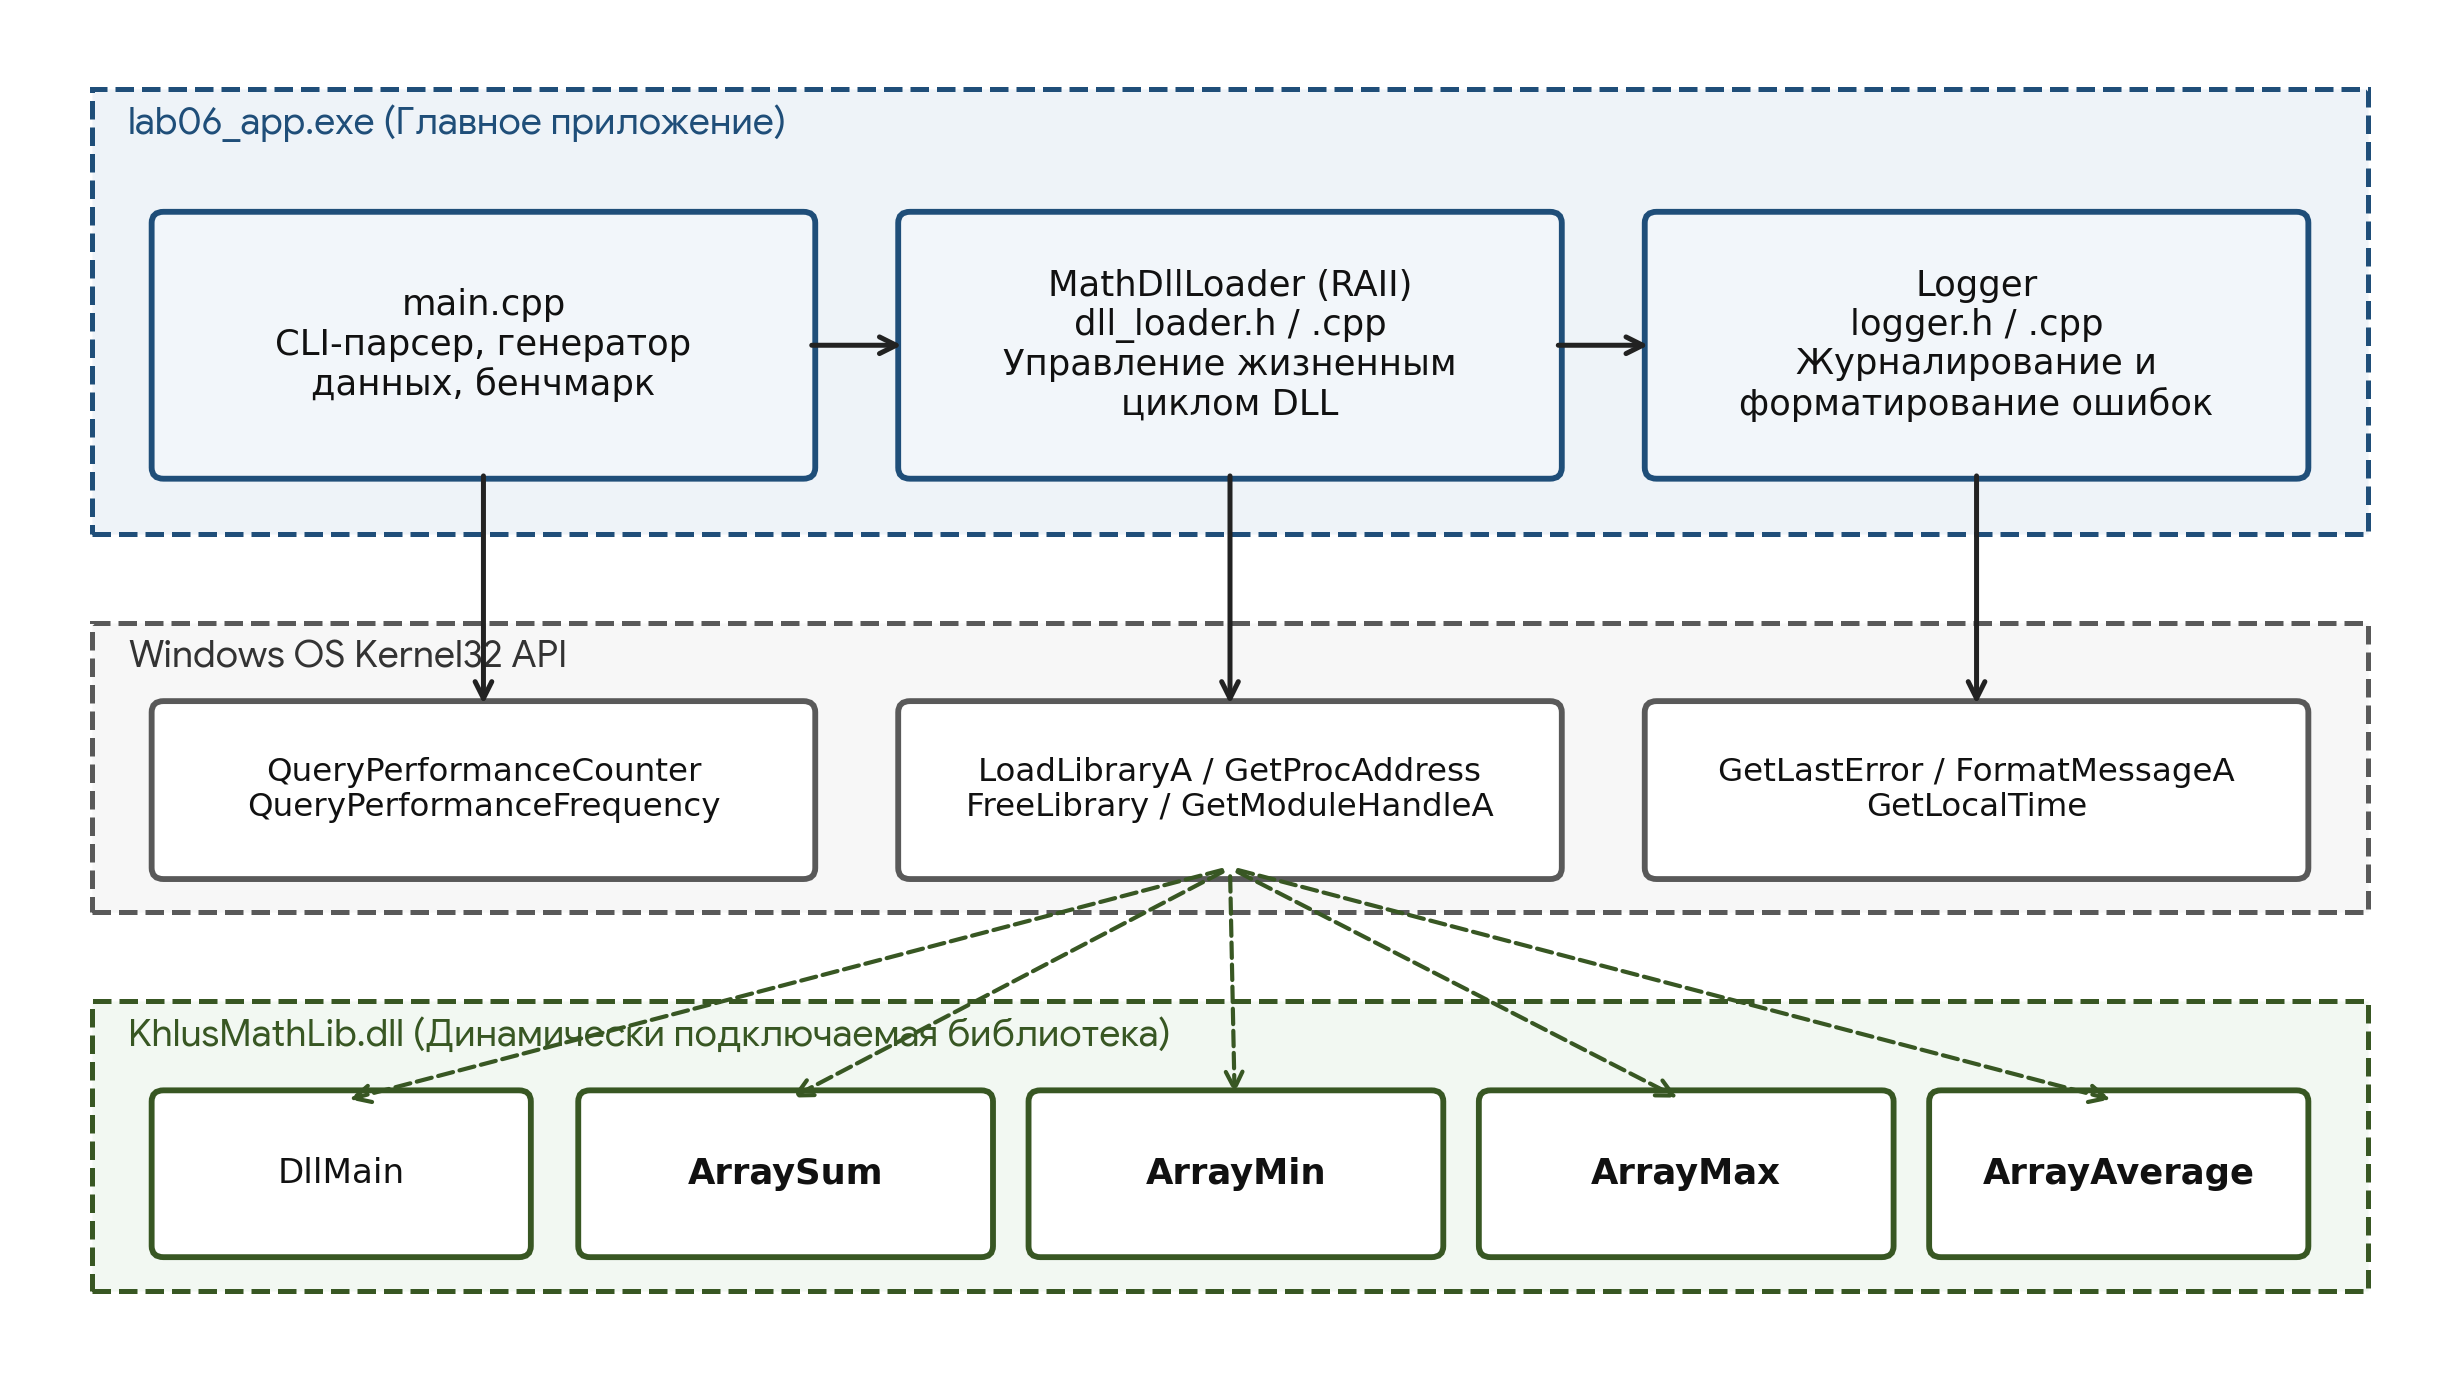 lab06_app.exe (Главное приложение)
main.cpp
CLI-парсер, генератор
данных, бенчмарк
MathDllLoader (RAII)
dll_loader.h / .cpp
Управление жизненным
циклом DLL
Logger
logger.h / .cpp
Журналирование и
форматирование ошибок
Windows OS Kernel32 API
QueryPerformanceCounter
QueryPerformanceFrequency
LoadLibraryA / GetProcAddress
FreeLibrary / GetModuleHandleA
GetLastError / FormatMessageA
GetLocalTime
KhlusMathLib.dll (Динамически подключаемая библиотека)
DllMain
ArraySum
ArrayMin
ArrayMax
ArrayAverage